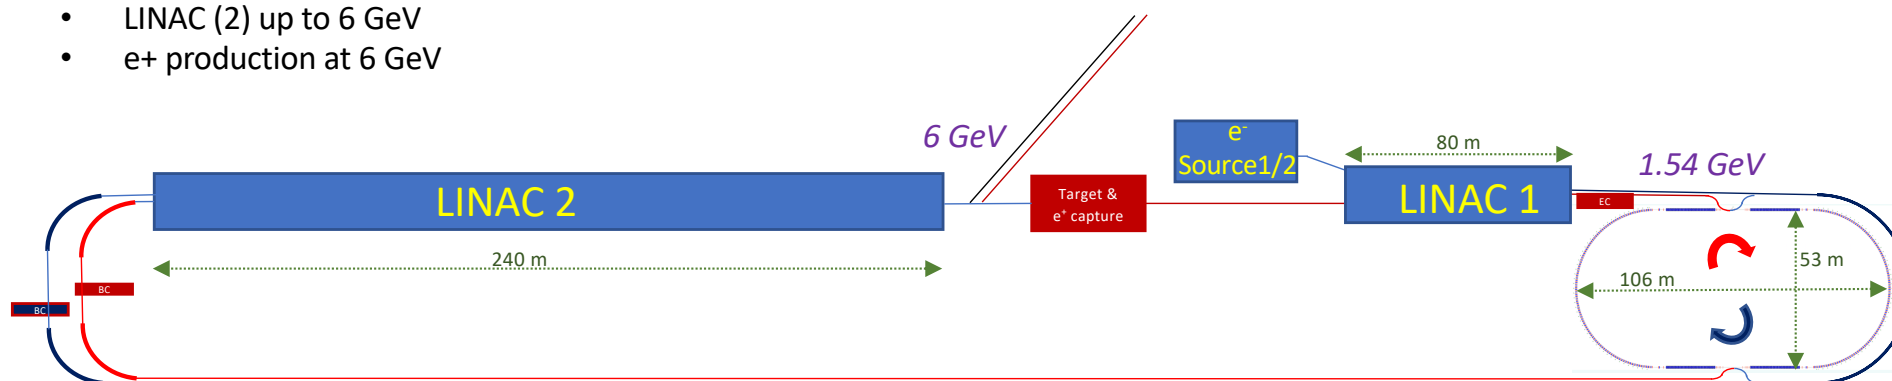 • LINAC (2) up to 6 GeV
• e+ production at 6 GeV
6 GeV
e-
Source1/2
80 m
1.54 GeV
LINAC 2
Target &
e+ capture
LINAC 1
EC
240 m
53 m
106 m
BC
BC